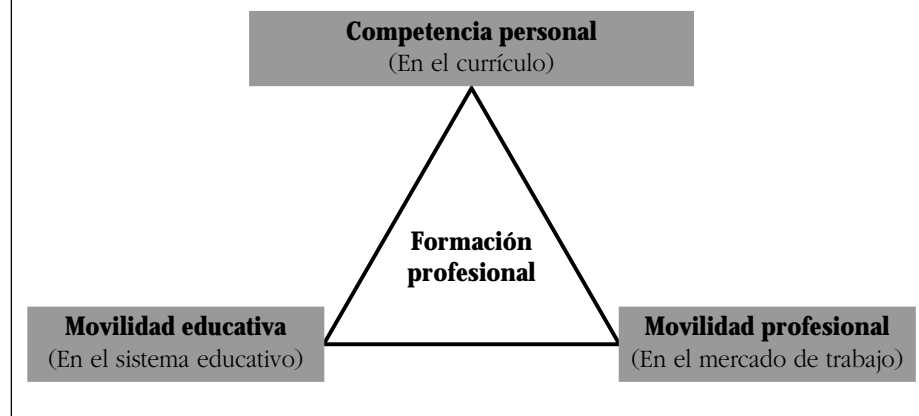 Competencia personal
(En el currículo)
Formación
profesional
Movilidad educativa
(En el sistema educativo)
Movilidad profesional
(En el mercado de trabajo)